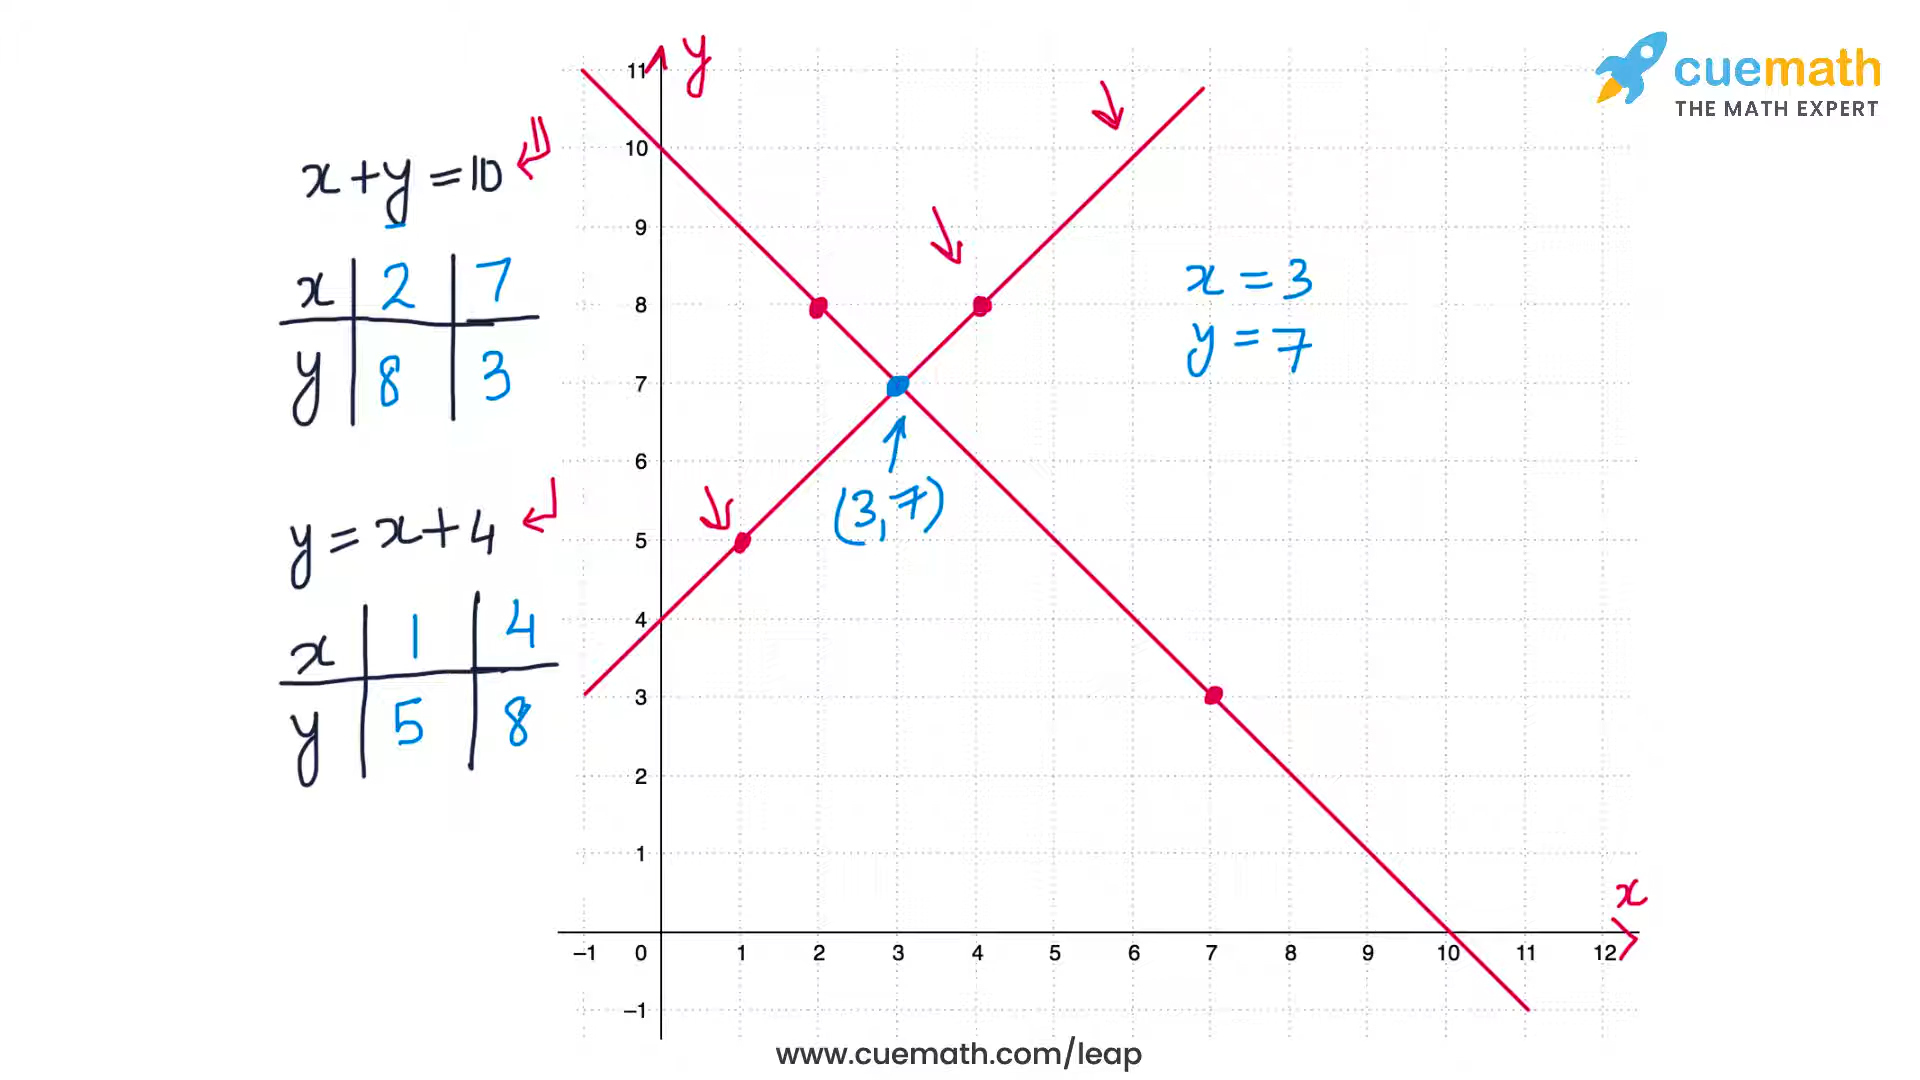 cuemath
THE MATH EXPERT
x + y = 10
x 2 7
y 8 3
y = x + 4
x 1 4
y 5 8
y
11
10
9
8
7
6
5
4
3
2
1
–1
x = 3
y = 7
(3, 7)
x
–1 0 1 2 3 4 5 6 7 8 9 10 11 12
www.cuemath.com/leap